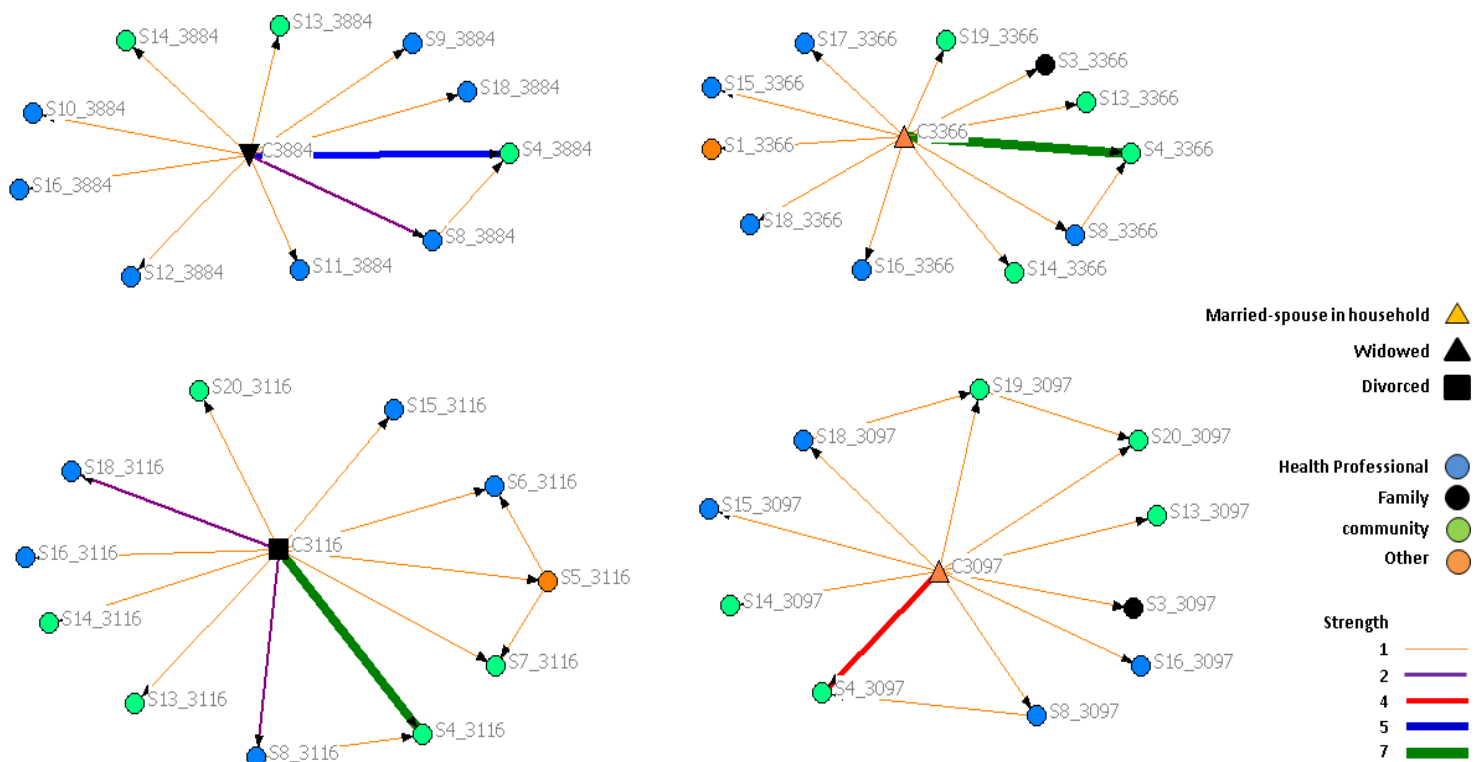 S14_3884
S13_3884
S9_3884
S18_3884
S10_3884
C3884
S4_3884
S16_3884
S8_3884
S12_3884
S11_3884
S17_3366
S19_3366
S3_3366
S15_3366
S13_3366
C3366
S1_3366
S4_3366
S18_3366
S8_3366
S16_3366
S14_3366
S20_3116
S15_3116
S18_3116
S6_3116
C3116
S16_3116
S5_3116
S14_3116
S7_3116
S13_3116
S4_3116
S8_3116
S19_3097
S18_3097
S20_3097
S15_3097
S13_3097
C3097
S14_3097
S3_3097
S16_3097
S4_3097
S8_3097
Married-spouse in household
Widowed
Divorced
Health Professional
Family
community
Other
Strength
1
2
4
5
7